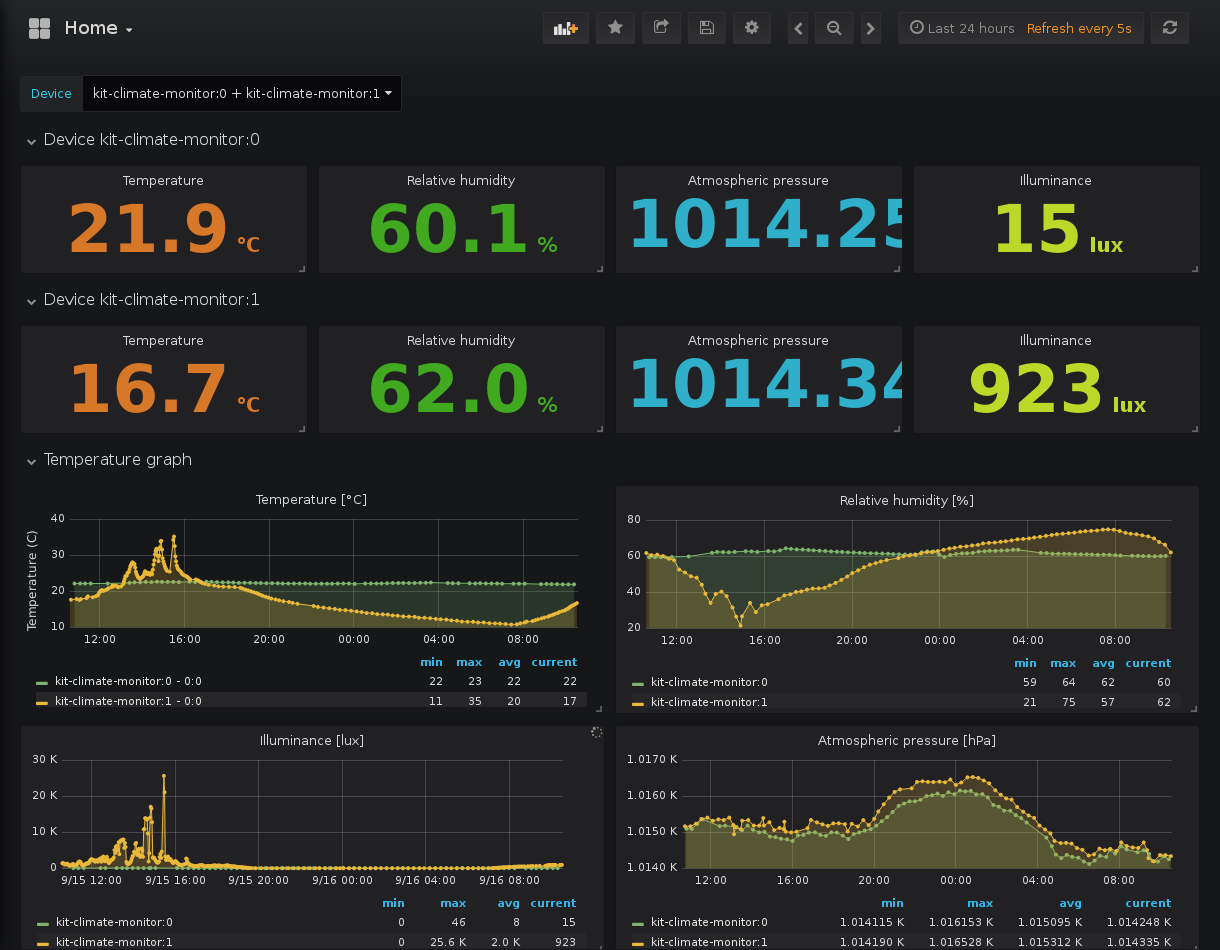 Home
Last 24 hours Refresh every 5s
Device kit-climate-monitor:0 + kit-climate-monitor:1
Device kit-climate-monitor:0
Temperature Relative humidity Atmospheric pressure Illuminance
21.9 °C 60.1 % 1014.25 15 lux
Device kit-climate-monitor:1
Temperature Relative humidity Atmospheric pressure Illuminance
16.7 °C 62.0 % 1014.34 923 lux
Temperature graph
Temperature [°C]
Temperature (C)
40
30
20
10
12:00 16:00 20:00 00:00 04:00 08:00
min max avg current
kit-climate-monitor:0 - 0:0 22 23 22 22
kit-climate-monitor:1 - 0:0 11 35 20 17
Relative humidity [%]
80
60
40
20
12:00 16:00 20:00 00:00 04:00 08:00
min max avg current
kit-climate-monitor:0 59 64 62 60
kit-climate-monitor:1 21 75 57 62
Illuminance [lux]
30 K
20 K
10 K
0
9/15 12:00 9/15 16:00 9/15 20:00 9/16 00:00 9/16 04:00 9/16 08:00
min max avg current
kit-climate-monitor:0 0 46 8 15
kit-climate-monitor:1 0 25.6 K 2.0 K 923
Atmospheric pressure [hPa]
1.0170 K
1.0160 K
1.0150 K
1.0140 K
12:00 16:00 20:00 00:00 04:00 08:00
min max avg current
kit-climate-monitor:0 1.014115 K 1.016153 K 1.015095 K 1.014248 K
kit-climate-monitor:1 1.014190 K 1.016528 K 1.015312 K 1.014335 K